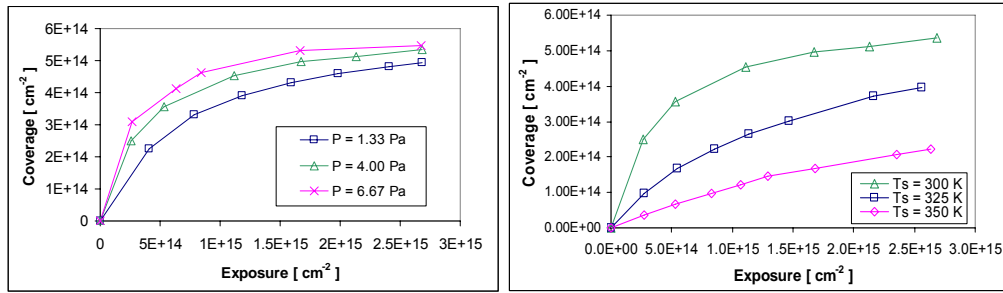 6E+14
5E+14
4E+14
3E+14
2E+14
1E+14
0
Coverage [ cm-2 ]
P = 1.33 Pa
P = 4.00 Pa
P = 6.67 Pa
0 5E+14 1E+15 1.5E+15 2E+15 2.5E+15 3E+15
Exposure [ cm-2 ]
6.00E+14
5.00E+14
4.00E+14
3.00E+14
2.00E+14
1.00E+14
0.00E+00
Coverage [ cm-2 ]
Ts = 300 K
Ts = 325 K
Ts = 350 K
0.0E+00 5.0E+14 1.0E+15 1.5E+15 2.0E+15 2.5E+15 3.0E+15
Exposure [ cm-2 ]